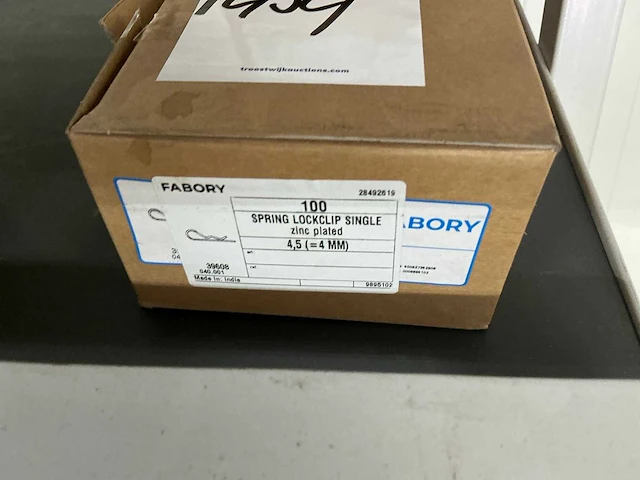 troostwijkauctions.com
FABORY
28492619
100
SPRING LOCKCLIP SINGLE
zinc plated
4,5 (=4 MM)
39608
040.001
Made in: India
9895102
ABORY